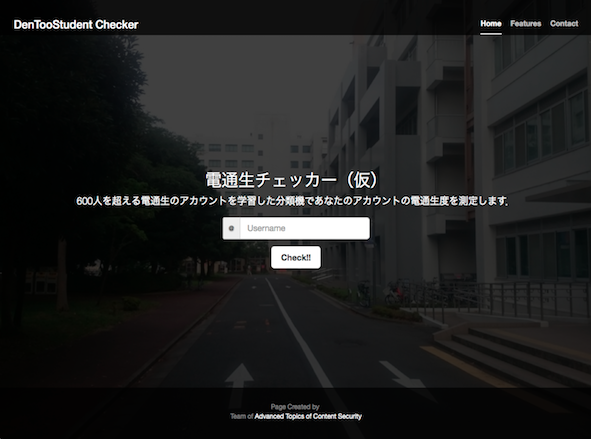 DenTooStudent Checker
Home Features Contact
電通生チェッカー（仮）
600人を超える電通生のアカウントを学習した分類機であなたのアカウントの電通生度を測定します。
@ Username
Check!!
Page Created by
Team of Advanced Topics of Content Security